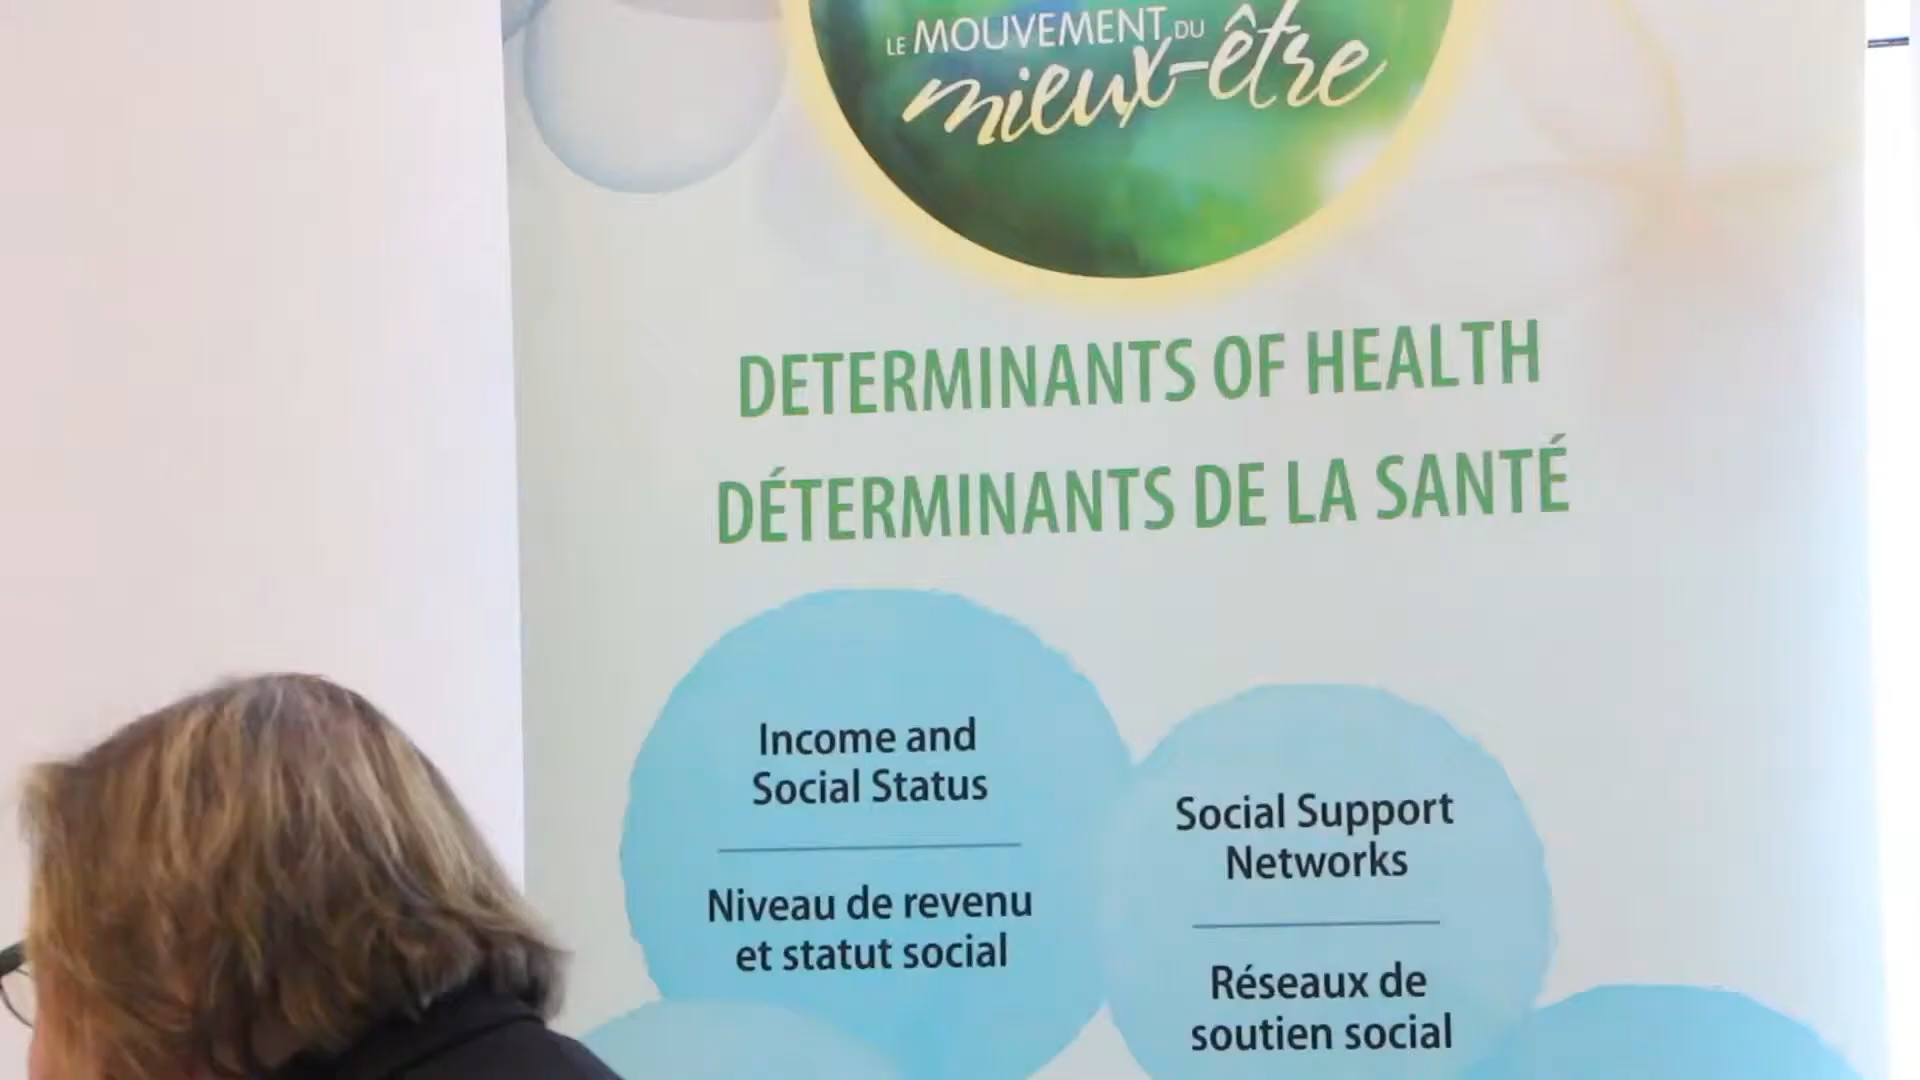 LE MOUVEMENT DU
mieux-être
DETERMINANTS OF HEALTH
DÉTERMINANTS DE LA SANTÉ
Income and
Social Status
Niveau de revenu
et statut social
Social Support
Networks
Réseaux de
soutien social